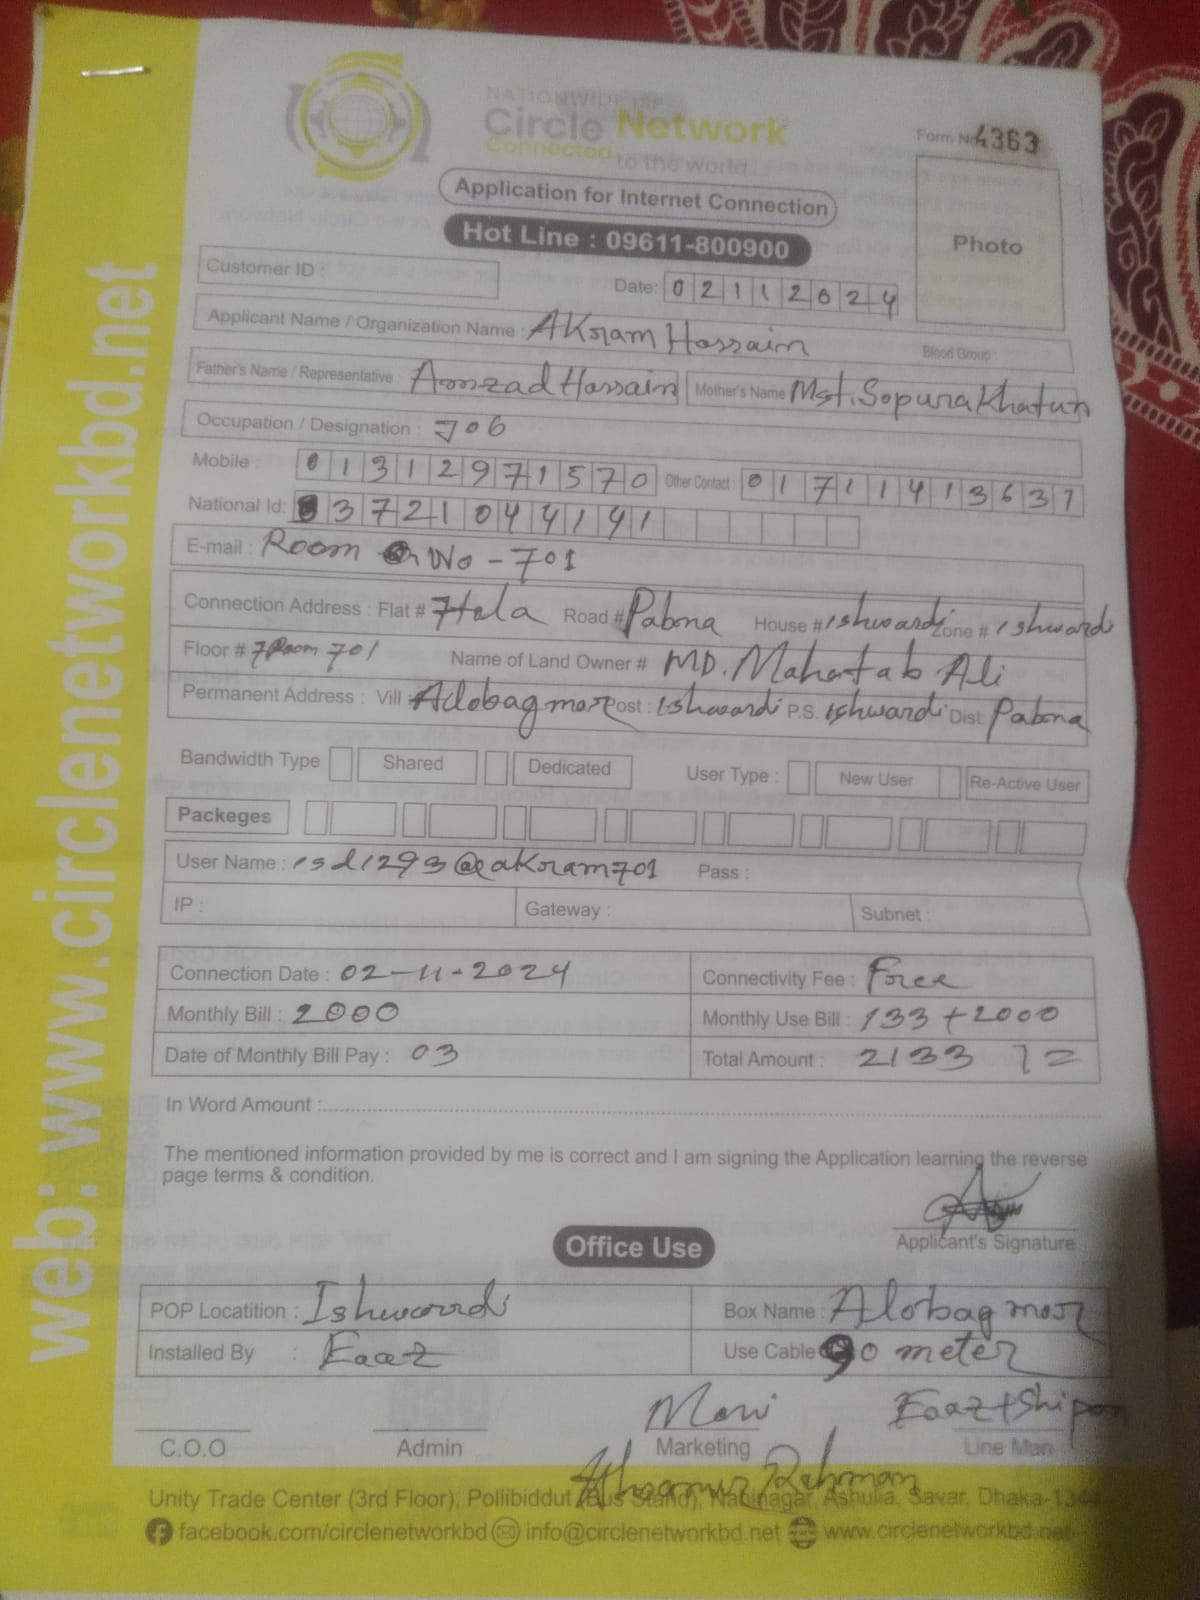 NATIONWIDE ISP
Circle Network
Connected to the world
Form No. 4363
Application for Internet Connection
Hot Line : 09611-800900
Photo
Customer ID :
Date: 02112024
Applicant Name / Organization Name : AKram Hossain Blood Group :
Father's Name / Representative : Amzad Hossain Mother's Name Mst. Sopura Khatun
Occupation / Designation : Job
Mobile : 01312971570 Other Contact : 01711413637
National Id: 3721044141
E-mail : Room No - 701
Connection Address : Flat # 7tola Road # Pabna House # Ishwardi Zone # Ishwardi
Floor # 7 Room 701 Name of Land Owner # MD. Mahatab Ali
Permanent Address : Vill Alobag mor Post : Ishwardi P.S. Ishwardi Dist: Pabna
Bandwidth Type Shared Dedicated User Type : New User Re-Active User
Packeges
User Name : isd1293@akram701 Pass :
IP : Gateway : Subnet :
Connection Date : 02-11-2024 Connectivity Fee : Free
Monthly Bill : 2000 Monthly Use Bill : 133+2000
Date of Monthly Bill Pay : 03 Total Amount : 2133
In Word Amount :
The mentioned information provided by me is correct and I am signing the Application learning the reverse
page terms & condition.
Applicant's Signature
Office Use
POP Locatition : Ishwardi Box Name : Alobag mor
Installed By : Eaaz Use Cable 90 meter
Moni Eaaz+Shipon
C.O.O Admin Marketing Line Man
Rehman
Unity Trade Center (3rd Floor), Pollibiddut (Bus Stand), Nabinagar, Ashulia, Savar, Dhaka-1344
facebook.com/circlenetworkbd info@circlenetworkbd.net www.circlenetworkbd.net
web: www.circlenetworkbd.net